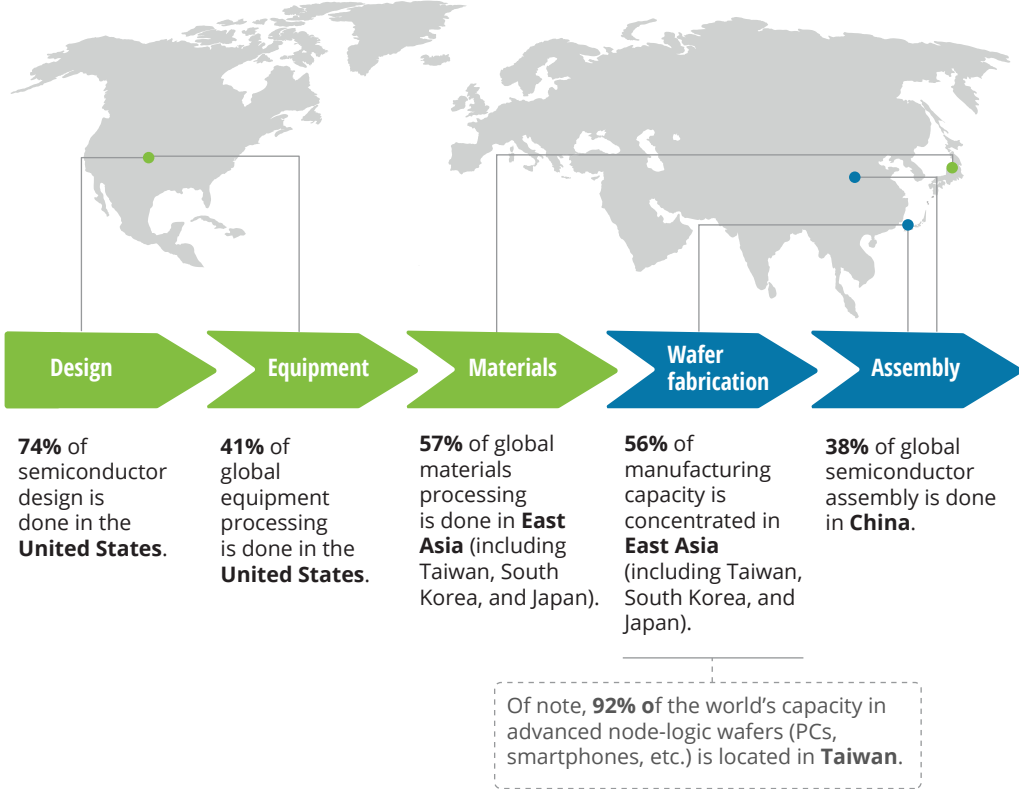 Design
Equipment
Materials
Wafer
fabrication
Assembly
74% of
semiconductor
design is
done in the
United States.
41% of
global
equipment
processing
is done in the
United States.
57% of global
materials
processing
is done in East
Asia (including
Taiwan, South
Korea, and Japan).
56% of
manufacturing
capacity is
concentrated in
East Asia
(including Taiwan,
South Korea, and
Japan).
38% of global
semiconductor
assembly is done
in China.
Of note, 92% of the world’s capacity in
advanced node-logic wafers (PCs,
smartphones, etc.) is located in Taiwan.